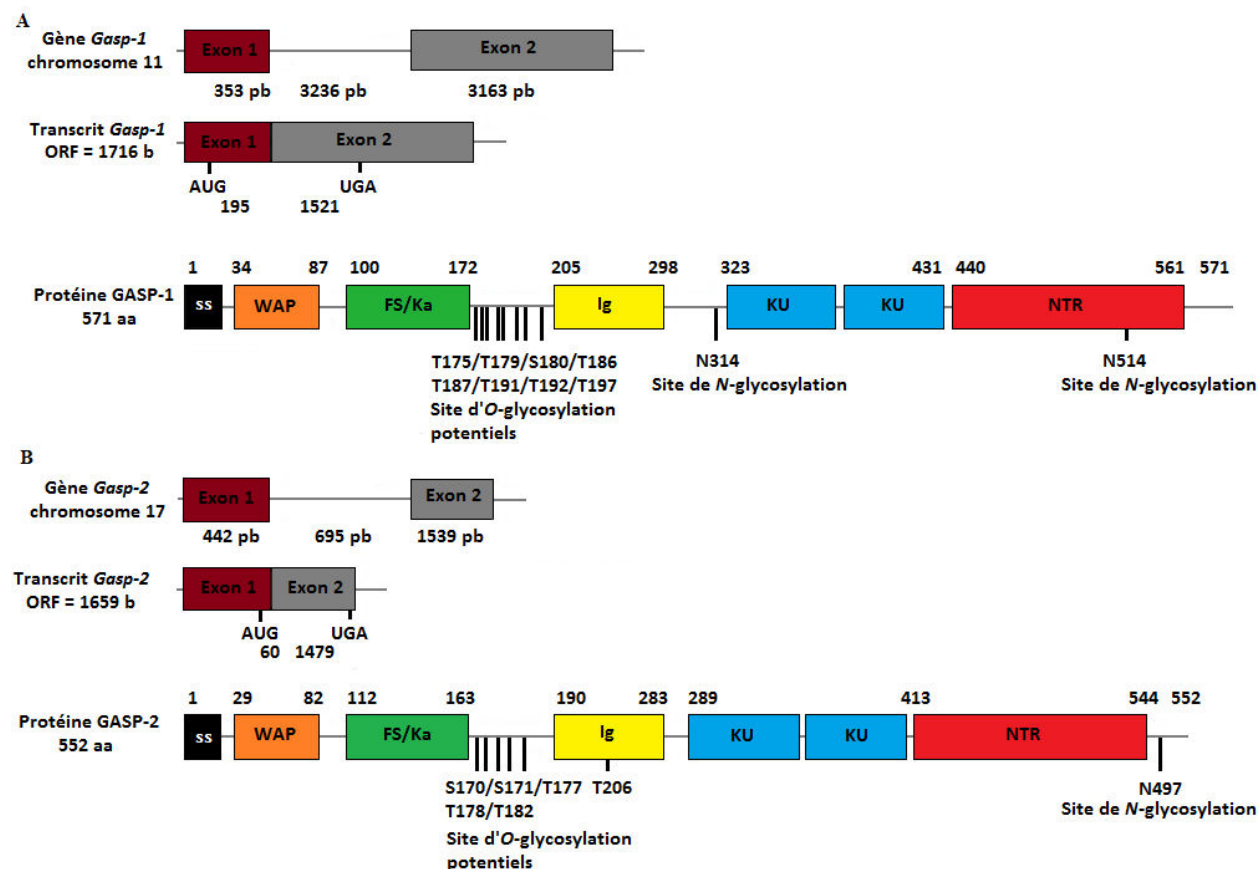 A
Gène Gasp-1
chromosome 11
Exon 1
Exon 2
353 pb 3236 pb 3163 pb
Transcrit Gasp-1
ORF = 1716 b
Exon 1
Exon 2
AUG UGA
195 1521
1 34 87 100 172 205 298 323 431 440 561 571
Protéine GASP-1
571 aa
ss WAP FS/Ka Ig KU KU NTR
T175/T179/S180/T186
T187/T191/T192/T197
Site d'O-glycosylation
potentiels
N314
Site de N-glycosylation
N514
Site de N-glycosylation
B
Gène Gasp-2
chromosome 17
Exon 1
Exon 2
442 pb 695 pb 1539 pb
Transcrit Gasp-2
ORF = 1659 b
Exon 1
Exon 2
AUG UGA
60 1479
1 29 82 112 163 190 283 289 413 544 552
Protéine GASP-2
552 aa
ss WAP FS/Ka Ig KU KU NTR
S170/S171/T177
T178/T182
Site d'O-glycosylation
potentiels
T206
N497
Site de N-glycosylation